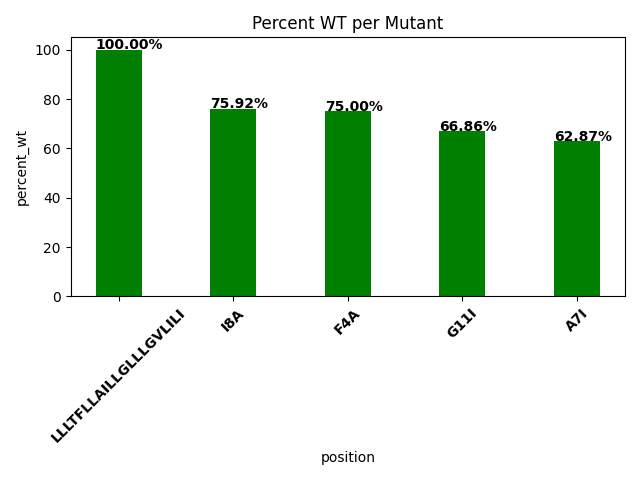 Percent WT per Mutant
percent_wt
100
80
60
40
20
0
100.00%
75.92%
75.00%
66.86%
62.87%
LLLTFLLAILLGLLLGVLILI
I8A
F4A
G11I
A7I
position